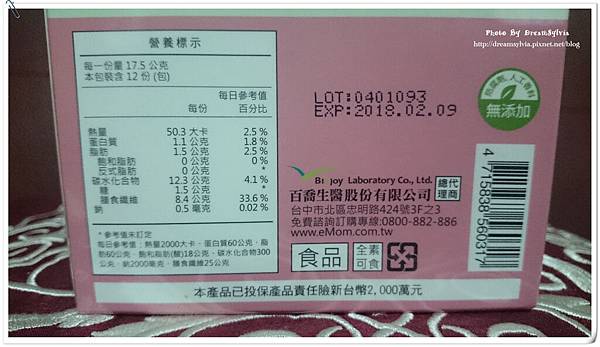 Photo By DreamSylvia
http://dreamsylvia.pixnet.net/blog
營養標示
每一份量 17.5 公克
本包裝含 12 份 (包)
每份 每日參考值百分比
熱量 50.3 大卡 2.5 %
蛋白質 1.1 公克 1.8 %
脂肪 1.5 公克 2.5 %
飽和脂肪 0 公克 0 %
反式脂肪 0 公克 *
碳水化合物 12.3 公克 4.1 %
糖 1.5 公克 *
膳食纖維 8.4 公克 33.6 %
鈉 0.5 毫克 0.02 %
* 參考值未訂定
每日參考值：熱量2000大卡、蛋白質60公克、脂
肪60公克、飽和脂肪(酸)18公克、碳水化合物300
公克、鈉2000毫克、膳食纖維25公克
LOT:0401093
EXP:2018.02.09
防腐劑、人工香料
無添加
Laboratory Co., Ltd.
百喬生醫股份有限公司 總代理商
台中市北區忠明路424號3F之3
免費諮詢訂購專線:0800-882-886
www.eMom.com.tw
食品 全素可食
4 715838 560317
本產品已投保產品責任險新台幣2,000萬元